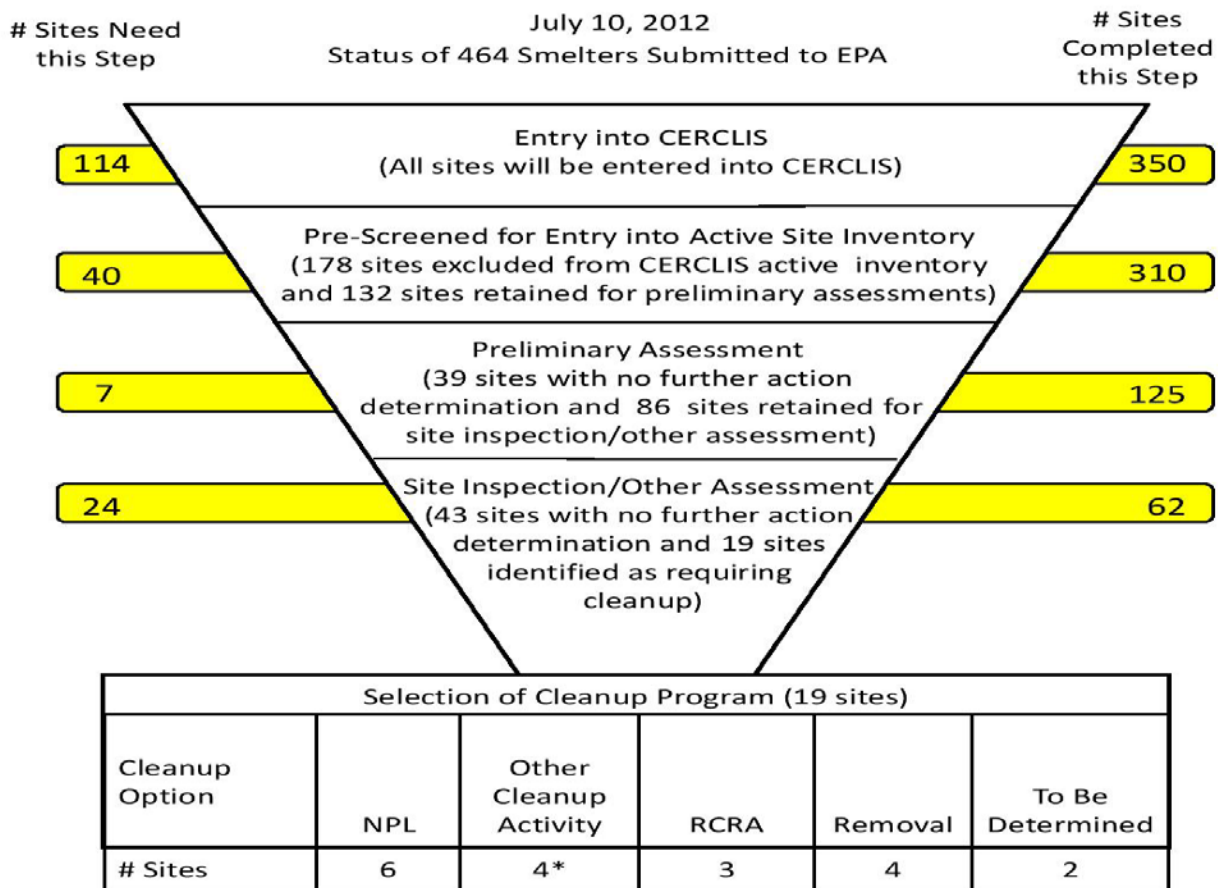 July 10, 2012
Status of 464 Smelters Submitted to EPA
# Sites Need
this Step
# Sites
Completed
this Step
114
Entry into CERCLIS
(All sites will be entered into CERCLIS)
350
40
Pre-Screened for Entry into Active Site Inventory
(178 sites excluded from CERCLIS active inventory
and 132 sites retained for preliminary assessments)
310
7
Preliminary Assessment
(39 sites with no further action
determination and 86 sites retained for
site inspection/other assessment)
125
24
Site Inspection/Other Assessment
(43 sites with no further action
determination and 19 sites
identified as requiring
cleanup)
62
Selection of Cleanup Program (19 sites)
Cleanup
Option
NPL
Other
Cleanup
Activity
RCRA
Removal
To Be
Determined
# Sites
6
4*
3
4
2